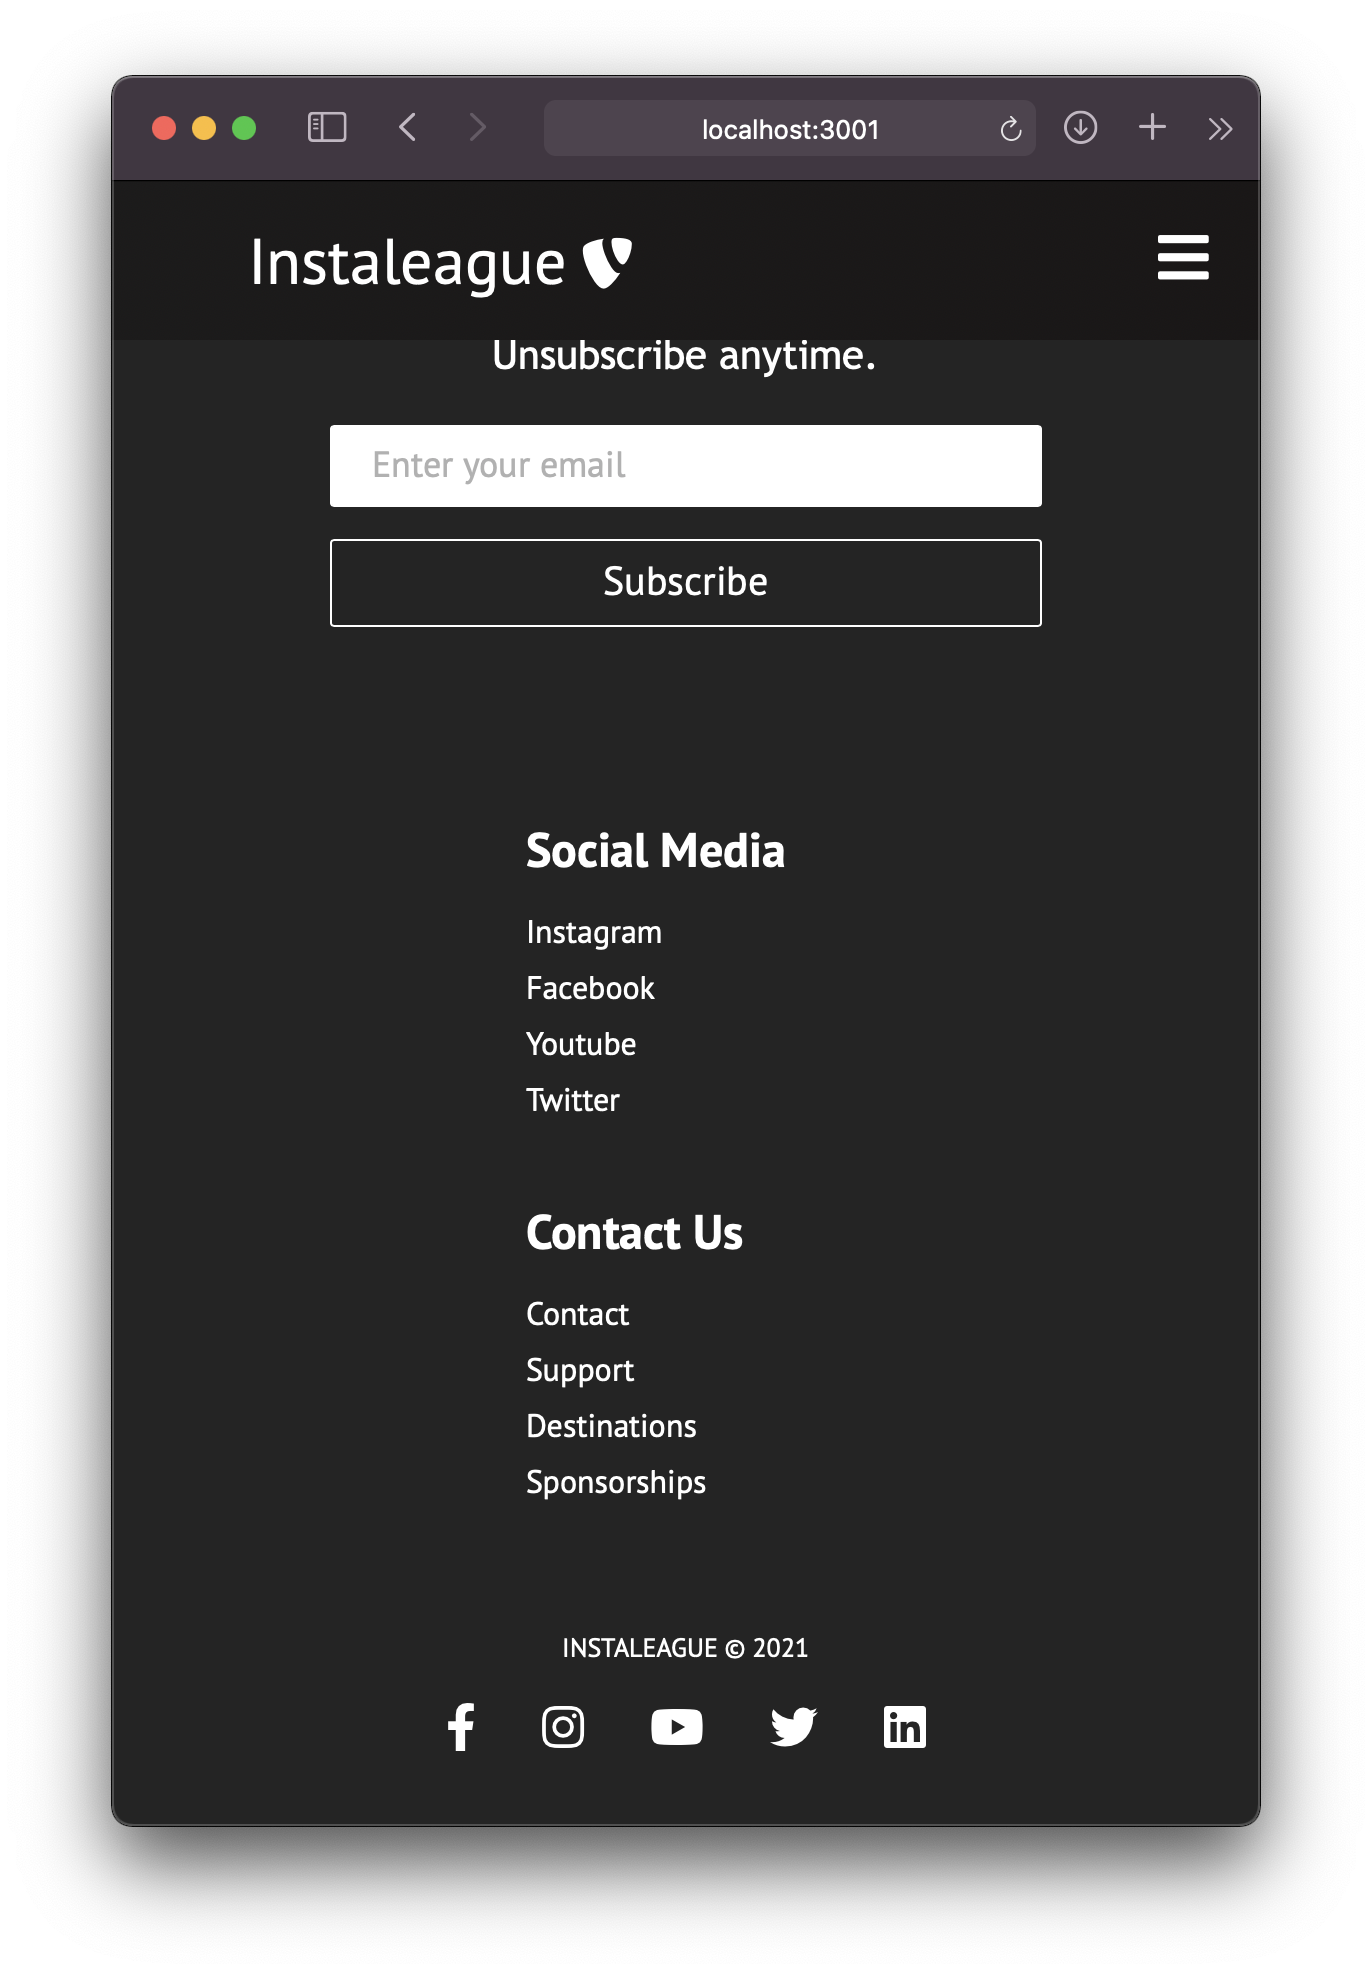 localhost:3001
Instaleague
Unsubscribe anytime.
Enter your email
Subscribe
Social Media
Instagram
Facebook
Youtube
Twitter
Contact Us
Contact
Support
Destinations
Sponsorships
INSTALEAGUE © 2021